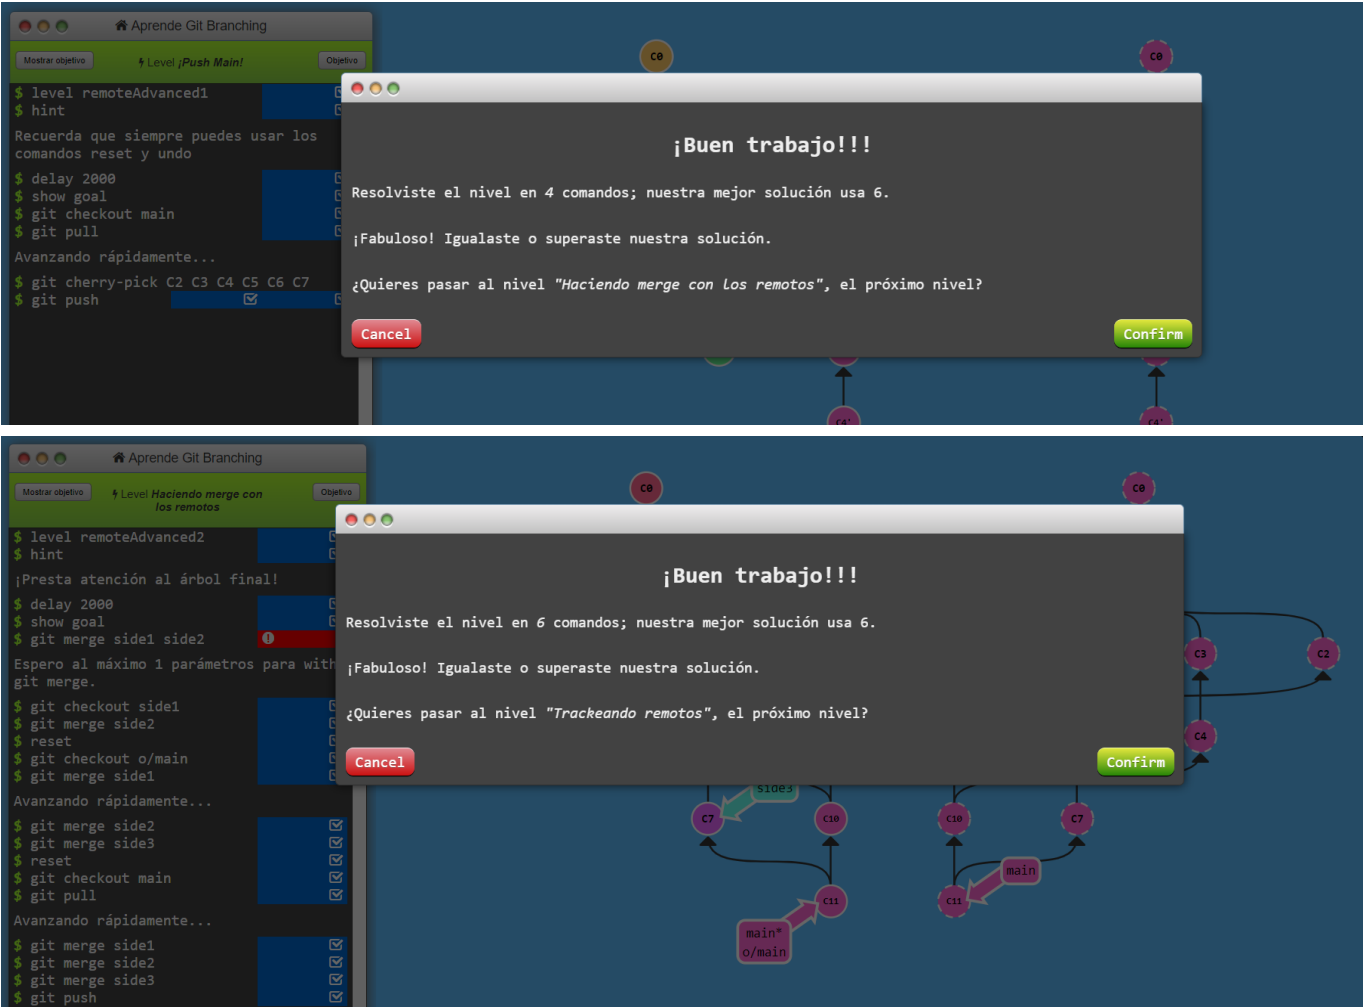 Aprende Git Branching
Mostrar objetivo
Level ¡Push Main!
Objetivo
$ level remoteAdvanced1
$ hint
Recuerda que siempre puedes usar los
comandos reset y undo
$ delay 2000
$ show goal
$ git checkout main
$ git pull
Avanzando rápidamente...
$ git cherry-pick C2 C3 C4 C5 C6 C7
$ git push
C0
C0
¡Buen trabajo!!!
Resolviste el nivel en 4 comandos; nuestra mejor solución usa 6.
¡Fabuloso! Igualaste o superaste nuestra solución.
¿Quieres pasar al nivel "Haciendo merge con los remotos", el próximo nivel?
Cancel
Confirm
C4'
C4'
Aprende Git Branching
Mostrar objetivo
Level Haciendo merge con
los remotos
Objetivo
$ level remoteAdvanced2
$ hint
¡Presta atención al árbol final!
$ delay 2000
$ show goal
$ git merge side1 side2
Espero al máximo 1 parámetros para with
git merge.
$ git checkout side1
$ git merge side2
$ reset
$ git checkout o/main
$ git merge side1
Avanzando rápidamente...
$ git merge side2
$ git merge side3
$ reset
$ git checkout main
$ git pull
Avanzando rápidamente...
$ git merge side1
$ git merge side2
$ git merge side3
$ git push
C0
C0
¡Buen trabajo!!!
Resolviste el nivel en 6 comandos; nuestra mejor solución usa 6.
¡Fabuloso! Igualaste o superaste nuestra solución.
¿Quieres pasar al nivel "Trackeando remotos", el próximo nivel?
Cancel
Confirm
C3
C2
C4
side3
C7
C10
C10
C7
main
C11
C11
main*
o/main